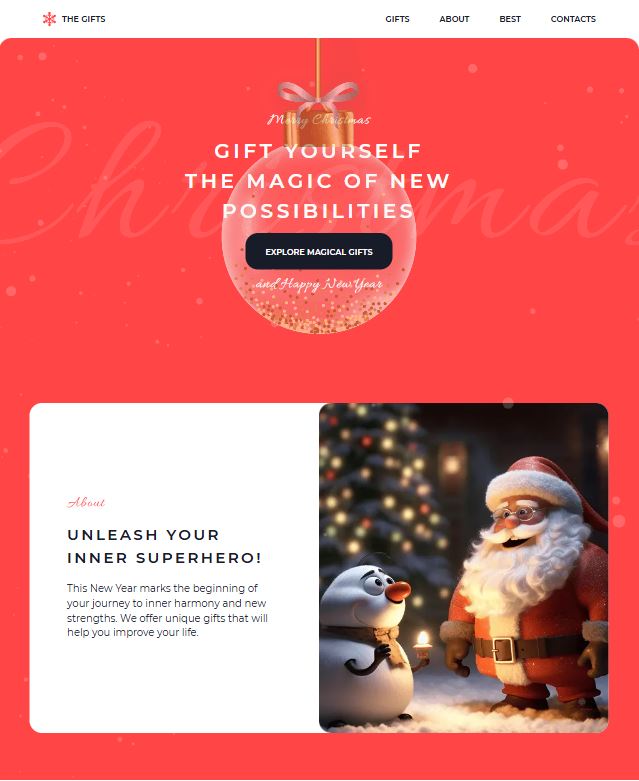 THE GIFTS
GIFTS ABOUT BEST CONTACTS
Merry Christmas
GIFT YOURSELF
THE MAGIC OF NEW
POSSIBILITIES
EXPLORE MAGICAL GIFTS
and Happy New Year
About
UNLEASH YOUR
INNER SUPERHERO!
This New Year marks the beginning of
your journey to inner harmony and new
strengths. We offer unique gifts that will
help you improve your life.